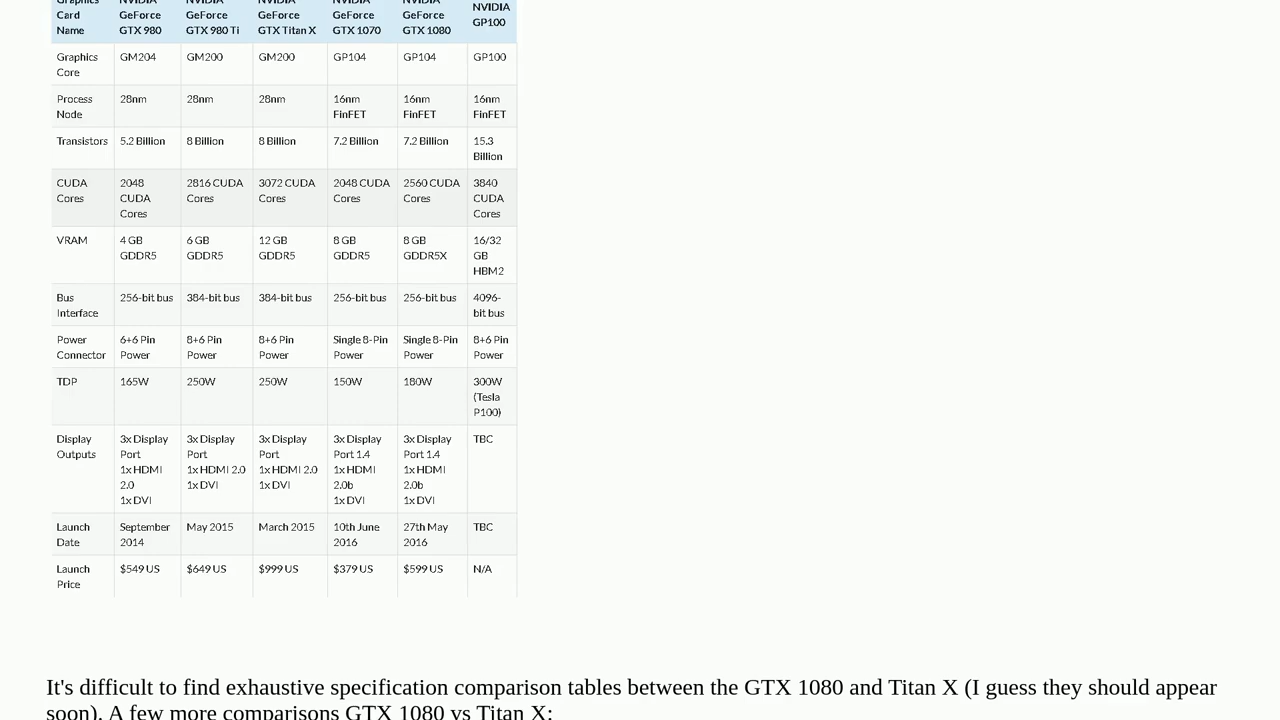 Graphics Card Name NVIDIA GeForce GTX 980 NVIDIA GeForce GTX 980 Ti NVIDIA GeForce GTX Titan X NVIDIA GeForce GTX 1070 NVIDIA GeForce GTX 1080 NVIDIA GP100
Graphics Core GM204 GM200 GM200 GP104 GP104 GP100
Process Node 28nm 28nm 28nm 16nm FinFET 16nm FinFET 16nm FinFET
Transistors 5.2 Billion 8 Billion 8 Billion 7.2 Billion 7.2 Billion 15.3 Billion
CUDA Cores 2048 CUDA Cores 2816 CUDA Cores 3072 CUDA Cores 2048 CUDA Cores 2560 CUDA Cores 3840 CUDA Cores
VRAM 4 GB GDDR5 6 GB GDDR5 12 GB GDDR5 8 GB GDDR5 8 GB GDDR5X 16/32 GB HBM2
Bus Interface 256-bit bus 384-bit bus 384-bit bus 256-bit bus 256-bit bus 4096-bit bus
Power Connector 6+6 Pin Power 8+6 Pin Power 8+6 Pin Power Single 8-Pin Power Single 8-Pin Power 8+6 Pin Power
TDP 165W 250W 250W 150W 180W 300W (Tesla P100)
Display Outputs 3x Display Port 1x HDMI 2.0 1x DVI 3x Display Port 1x HDMI 2.0 1x DVI 3x Display Port 1x HDMI 2.0 1x DVI 3x Display Port 1.4 1x HDMI 2.0b 1x DVI 3x Display Port 1.4 1x HDMI 2.0b 1x DVI TBC
Launch Date September 2014 May 2015 March 2015 10th June 2016 27th May 2016 TBC
Launch Price $549 US $649 US $999 US $379 US $599 US N/A
It's difficult to find exhaustive specification comparison tables between the GTX 1080 and Titan X (I guess they should appear
soon). A few more comparisons GTX 1080 vs Titan X: